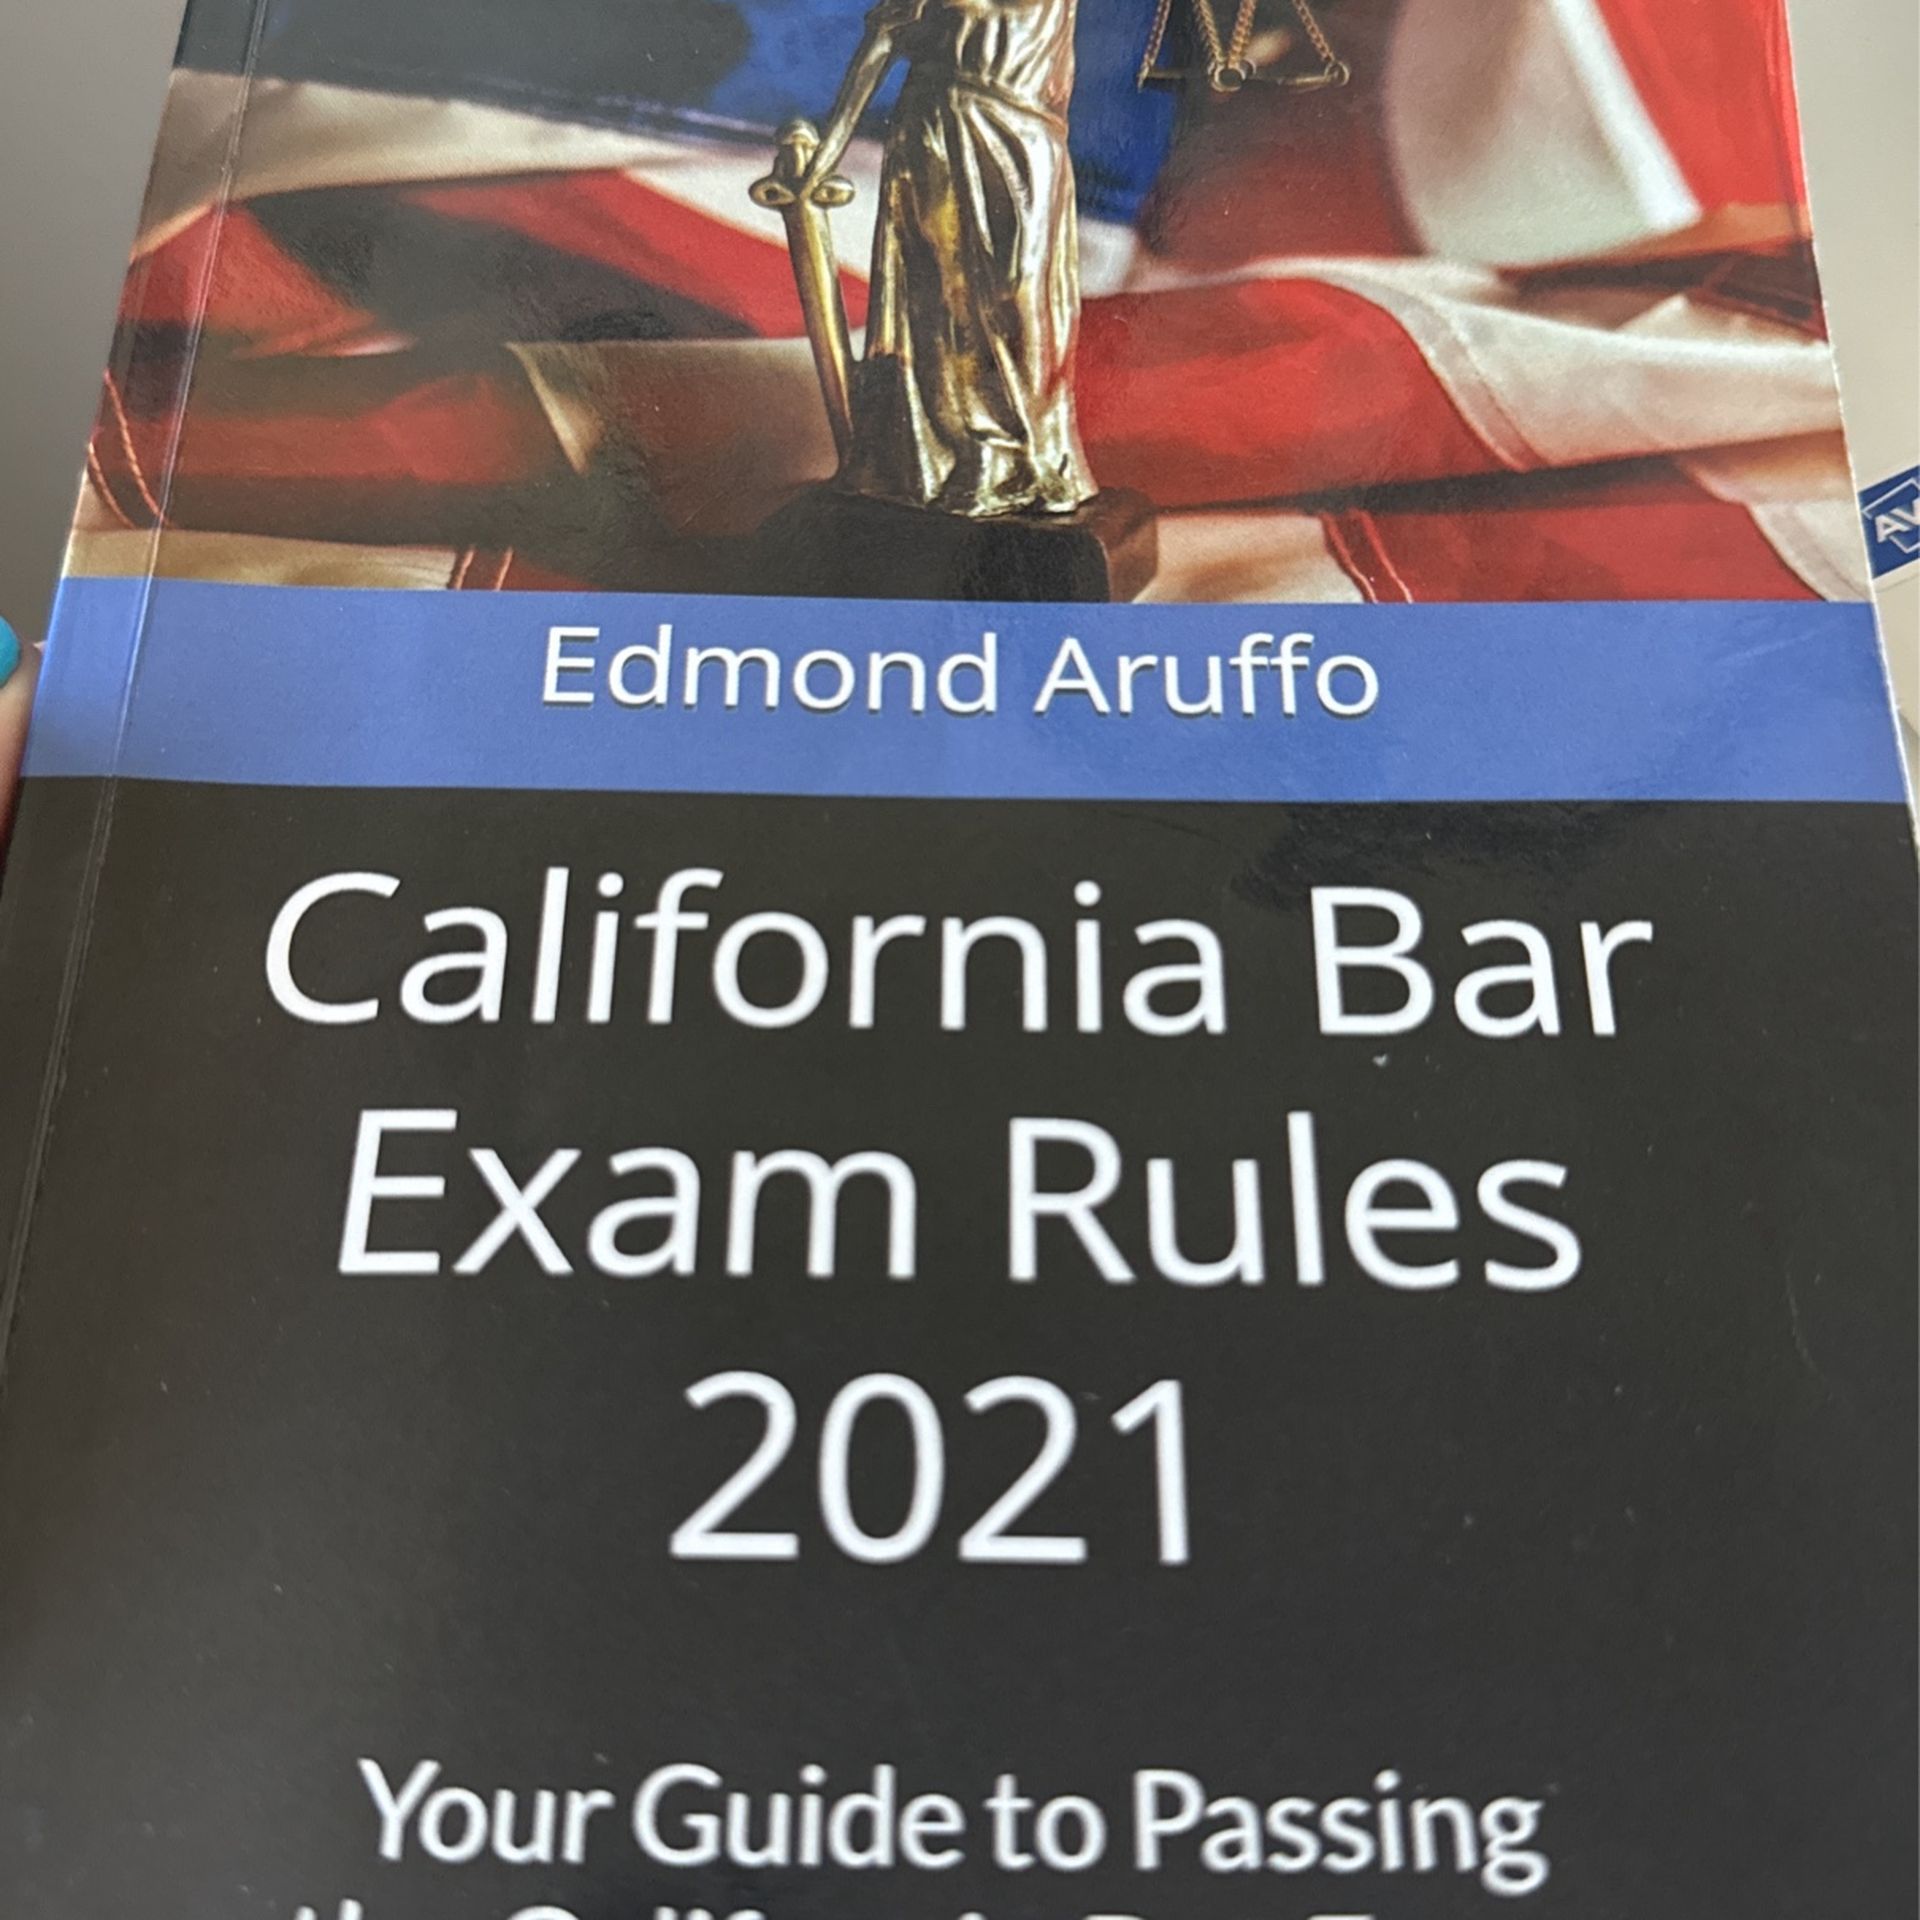 Edmond Aruffo
California Bar
Exam Rules
2021
Your Guide to Passing